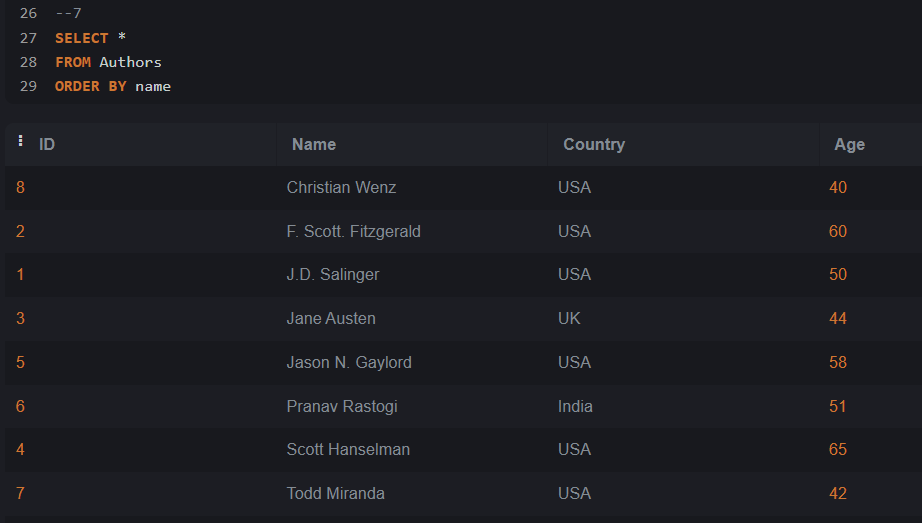 26 --7
27 SELECT *
28 FROM Authors
29 ORDER BY name
ID Name Country Age
8 Christian Wenz USA 40
2 F. Scott. Fitzgerald USA 60
1 J.D. Salinger USA 50
3 Jane Austen UK 44
5 Jason N. Gaylord USA 58
6 Pranav Rastogi India 51
4 Scott Hanselman USA 65
7 Todd Miranda USA 42